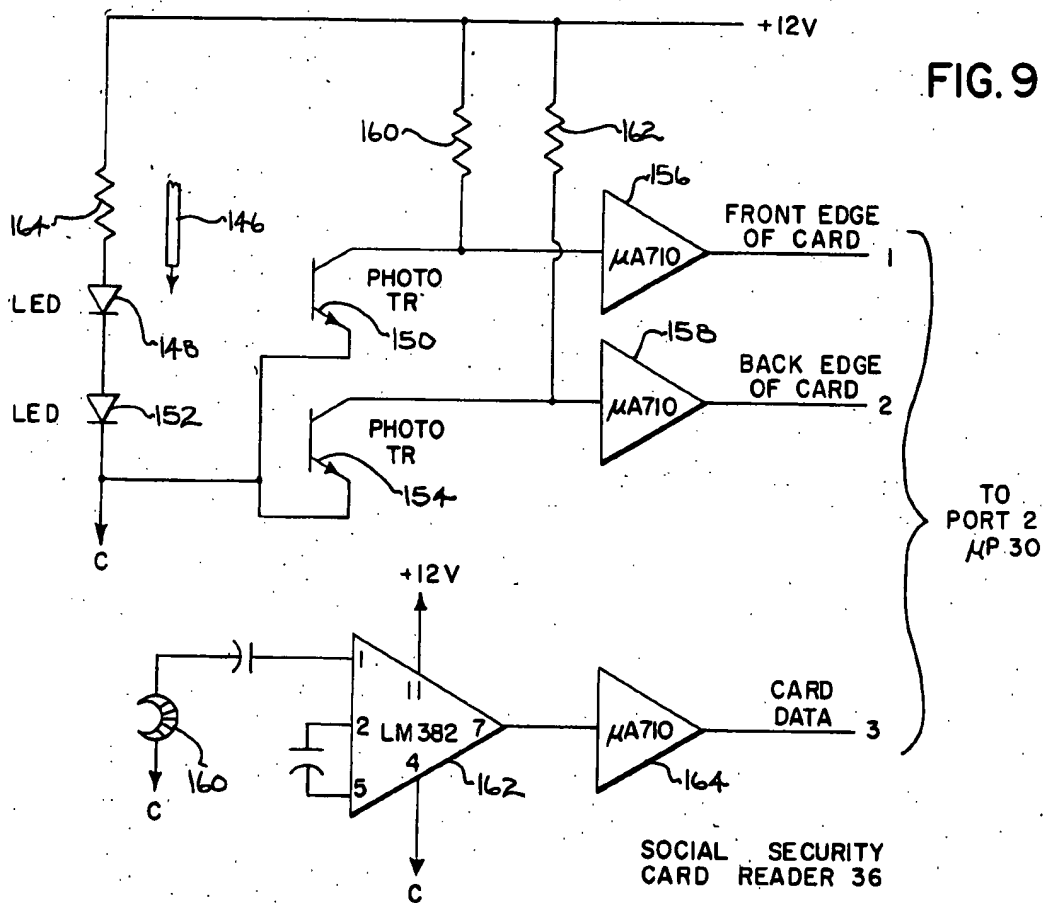 +12V
FIG. 9
160
162
156
164
146
FRONT EDGE
OF CARD
1
μA710
PHOTO
TR
LED
148
150
158
BACK EDGE
OF CARD
2
LED
152
μA710
PHOTO
TR
154
TO
PORT 2
μP 30
C
+12V
1
11
2
LM382
7
4
5
160
C
162
μA710
CARD
DATA
3
164
C
SOCIAL SECURITY
CARD READER 36